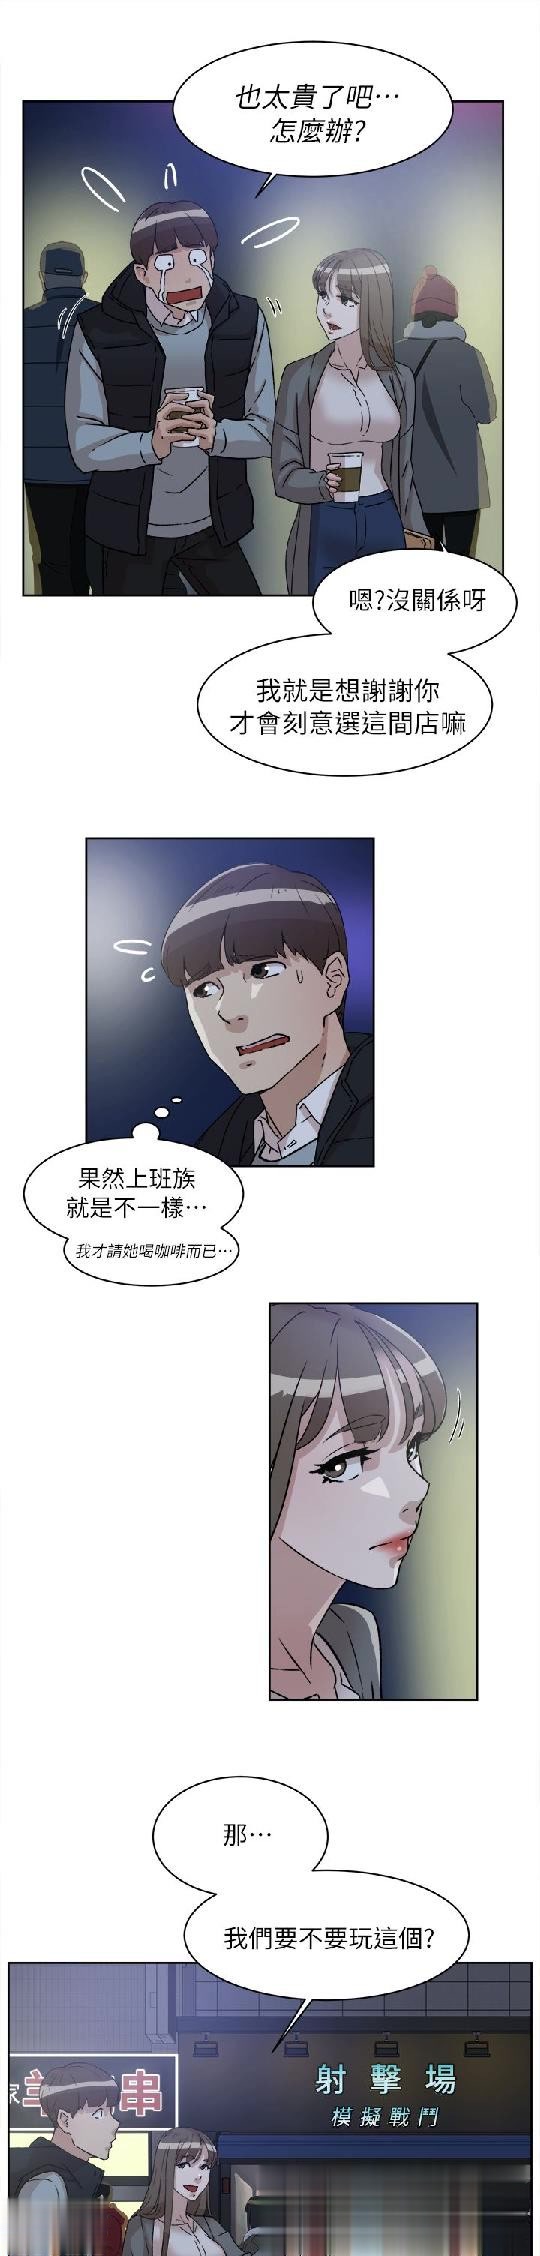 也太貴了吧…
怎麼辦?
嗯?沒關係呀
我就是想謝謝你
才會刻意選這間店嘛
果然上班族
就是不一樣…
我才請她喝咖啡而已…
那…
我們要不要玩這個?
射擊場
模擬戰鬥
串